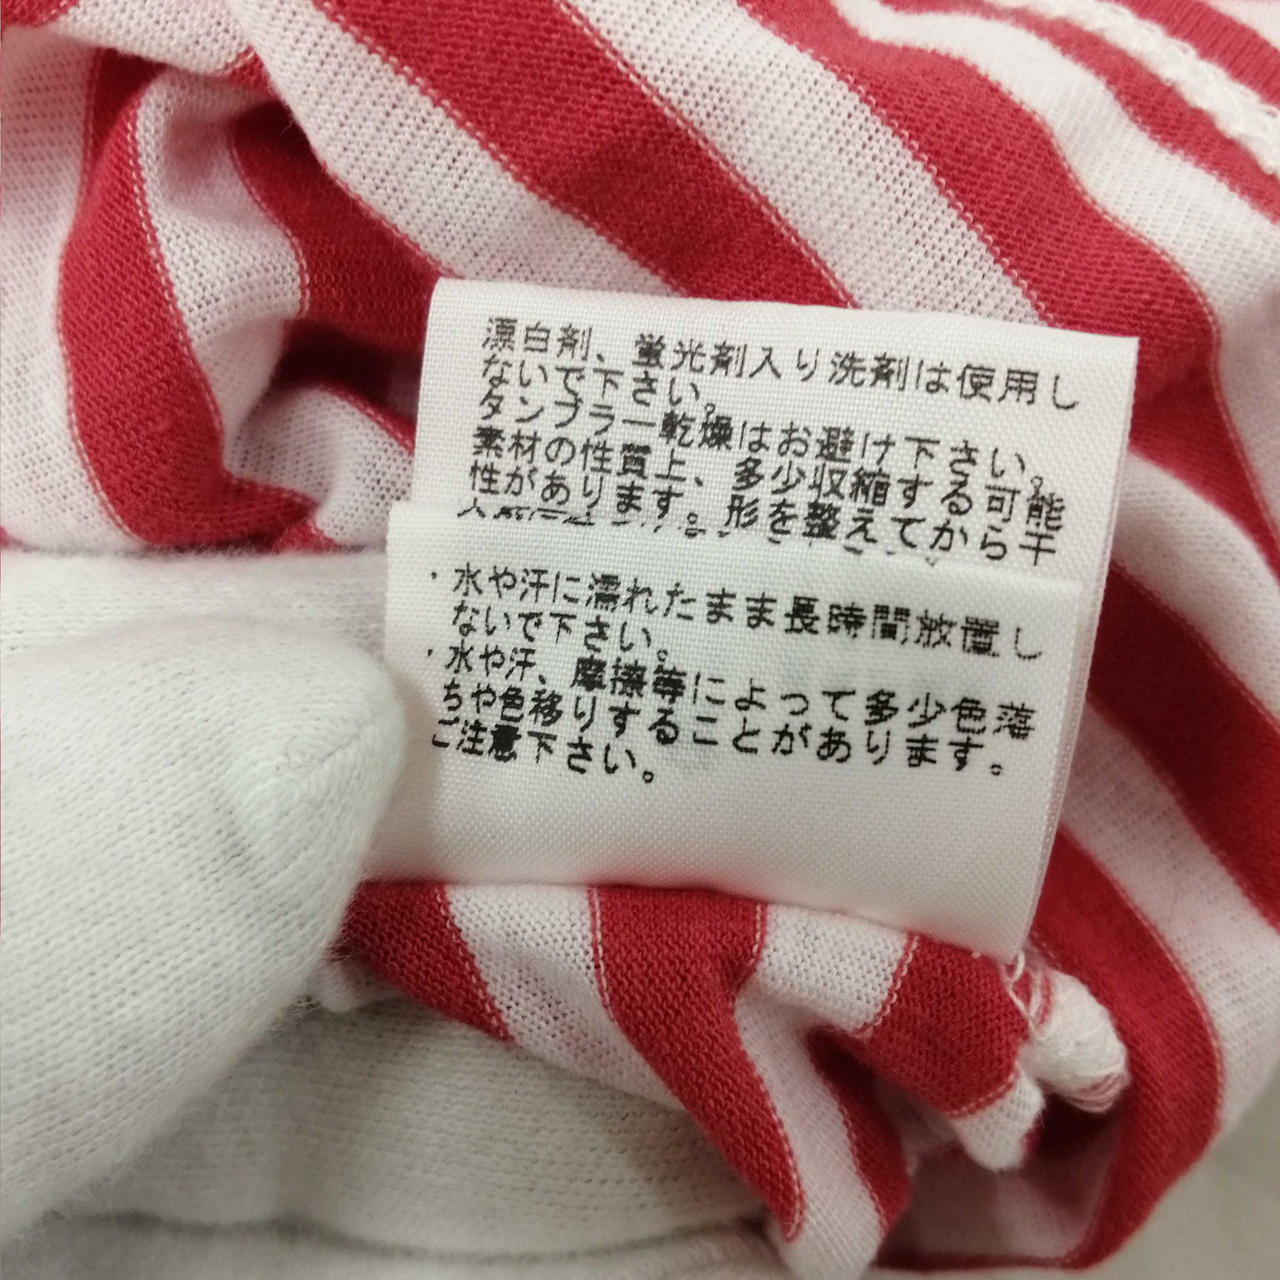 漂白剤、蛍光剤入り洗剤は使用し
ないで下さい。
タンブラー乾燥はお避け下さい。
素材の性質上、多少収縮する可能
性があります。形を整えてから干
・水や汗に濡れたまま長時間放置し
ないで下さい。
・水や汗、摩擦等によって多少色落
ちや色移りすることがあります。
ご注意下さい。